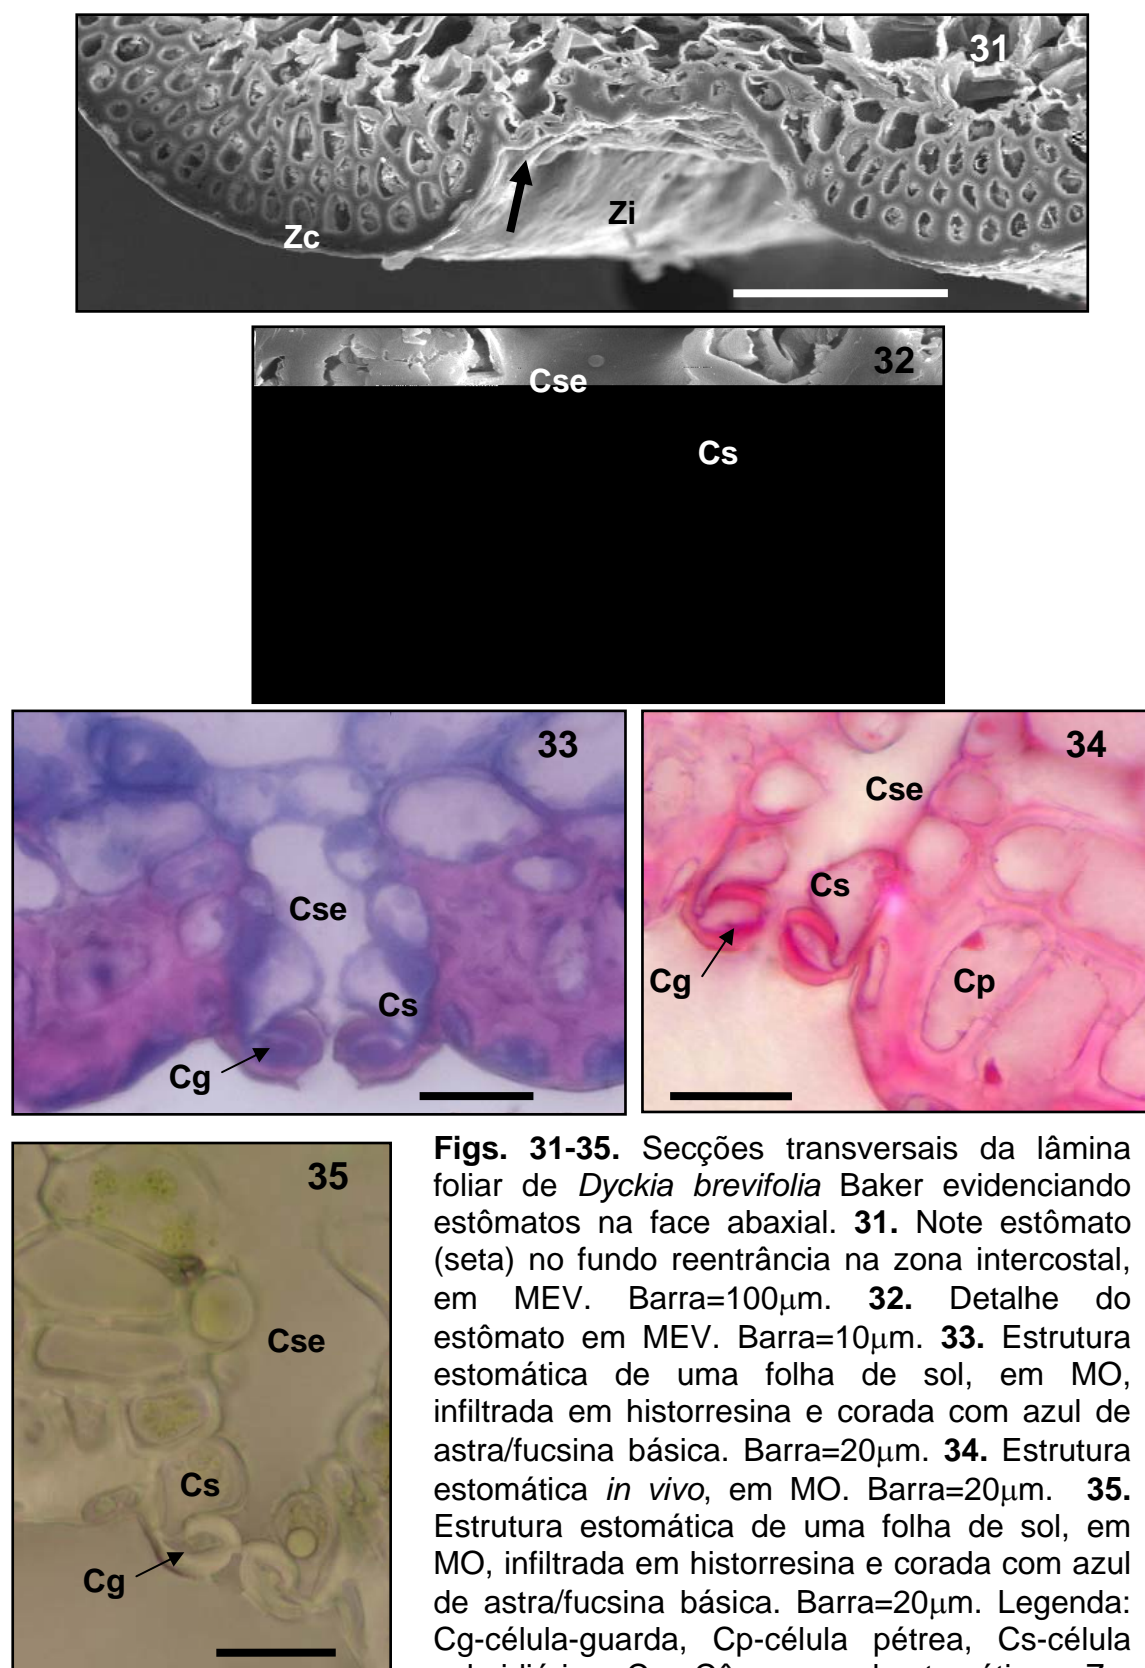 31
Zc
Zi
32
Cse
Cs
33
Cse
Cs
Cg
34
Cse
Cs
Cg
Cp
35
Cse
Cs
Cg
Figs. 31-35. Secções transversais da lâmina
foliar de Dyckia brevifolia Baker evidenciando
estômatos na face abaxial. 31. Note estômato
(seta) no fundo reentrância na zona intercostal,
em MEV. Barra=100μm. 32. Detalhe do
estômato em MEV. Barra=10μm. 33. Estrutura
estomática de uma folha de sol, em MO,
infiltrada em historresina e corada com azul de
astra/fucsina básica. Barra=20μm. 34. Estrutura
estomática in vivo, em MO. Barra=20μm. 35.
Estrutura estomática de uma folha de sol, em
MO, infiltrada em historresina e corada com azul
de astra/fucsina básica. Barra=20μm. Legenda:
Cg-célula-guarda, Cp-célula pétrea, Cs-célula